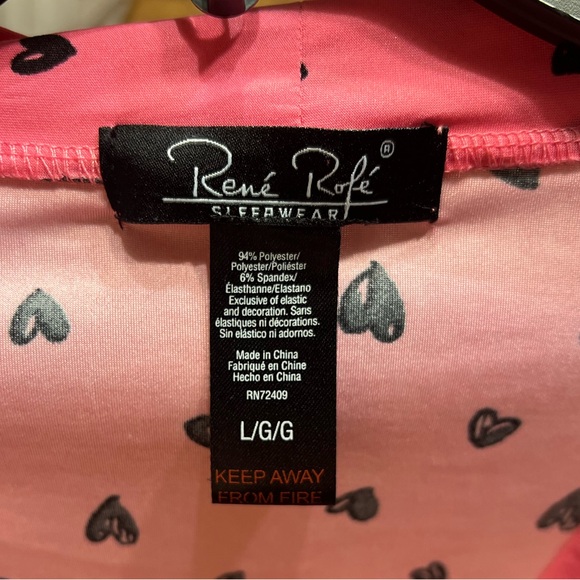 René Rofé ®
SLEEPWEAR
94% Polyester/
Polyester/Poliéster
6% Spandex/
Élasthanne/Elastano
Exclusive of elastic
and decoration. Sans
élastiques ni décorations.
Sin elástico ni adornos.
Made in China
Fabriqué en Chine
Hecho en China
RN72409
L/G/G
KEEP AWAY
FROM FIRE